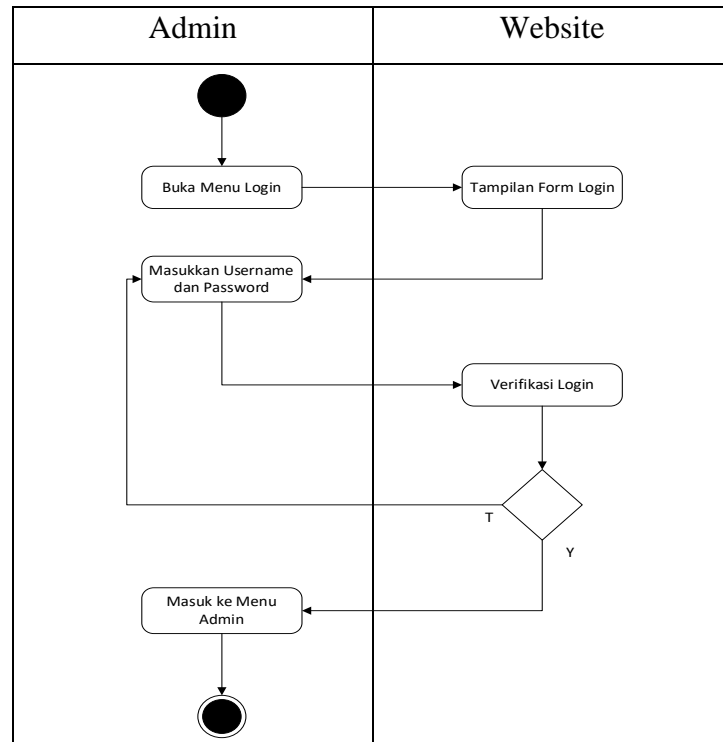 Admin
Website
Buka Menu Login
Tampilan Form Login
Masukkan Username
dan Password
Verifikasi Login
T
Y
Masuk ke Menu
Admin